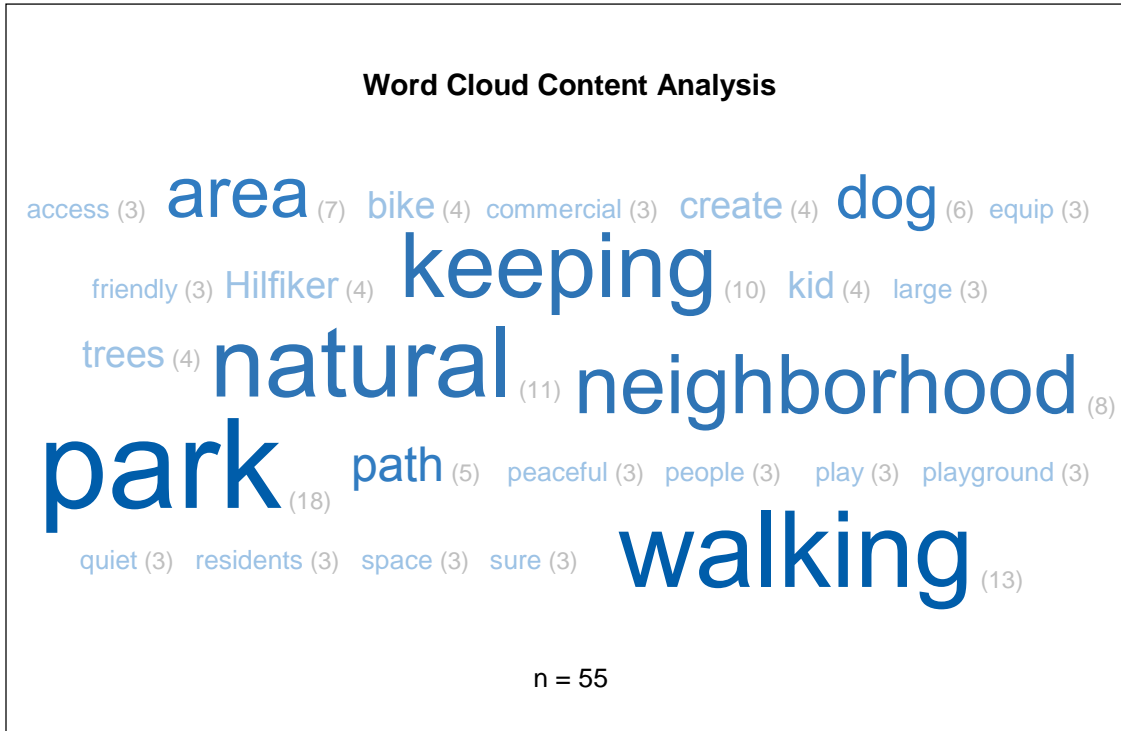 Word Cloud Content Analysis
access (3) area (7) bike (4) commercial (3) create (4) dog (6) equip (3)
friendly (3) Hilfiker (4) keeping (10) kid (4) large (3)
trees (4) natural (11) neighborhood (8)
park (18) path (5) peaceful (3) people (3) play (3) playground (3)
quiet (3) residents (3) space (3) sure (3) walking (13)
n = 55